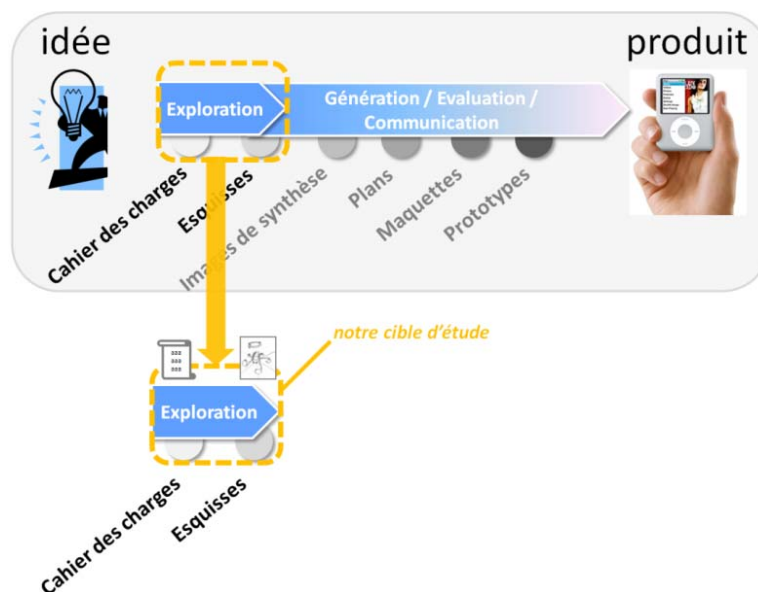 idée
produit
Exploration
Génération / Evaluation /
Communication
Cahier des charges
Esquisses
Images de synthèse
Plans
Maquettes
Prototypes
notre cible d'étude
Exploration
Cahier des charges
Esquisses